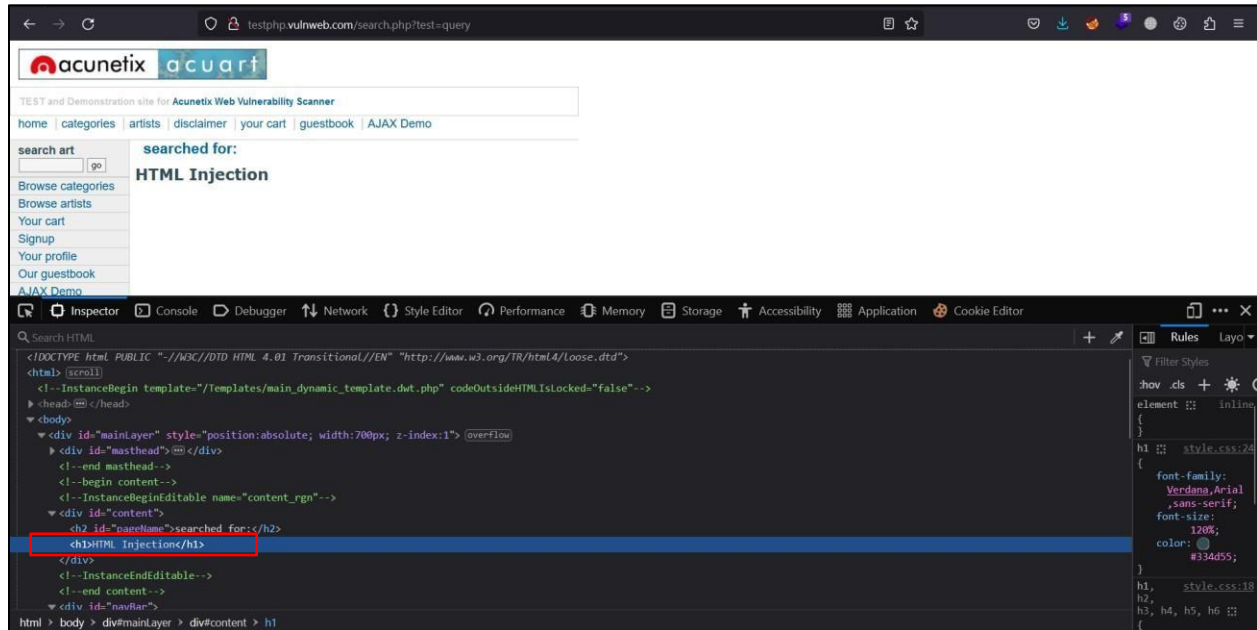 testphp.vulnweb.com/search.php?test=query
5
acunetix acuart
TEST and Demonstration site for Acunetix Web Vulnerability Scanner
home | categories | artists | disclaimer | your cart | guestbook | AJAX Demo
search art
go
Browse categories
Browse artists
Your cart
Signup
Your profile
Our guestbook
AJAX Demo
searched for:
HTML Injection
Inspector Console Debugger Network Style Editor Performance Memory Storage Accessibility Application Cookie Editor
Search HTML
<!DOCTYPE html PUBLIC "-//W3C//DTD HTML 4.01 Transitional//EN" "http://www.w3.org/TR/html4/loose.dtd">
<html> scroll
<!--InstanceBegin template="/Templates/main_dynamic_template.dwt.php" codeOutsideHTMLIsLocked="false"-->
<head> </head>
<body>
<div id="mainLayer" style="position:absolute; width:700px; z-index:1"> overflow
<div id="masthead"> </div>
<!--end masthead-->
<!--begin content-->
<!--InstanceBeginEditable name="content_rgn"-->
<div id="content">
<h2 id="pageName">searched for:</h2>
<h1>HTML Injection</h1>
</div>
<!--InstanceEndEditable-->
<!--end content-->
<div id="navBar">
html > body > div#mainLayer > div#content > h1
Rules Layo
Filter Styles
:hov .cls +
element inline
{
}
h1 style.css:24
{
font-family:
Verdana,Arial
,sans-serif;
font-size:
120%;
color:
#334d55;
}
h1, style.css:18
h2,
h3, h4, h5, h6
{